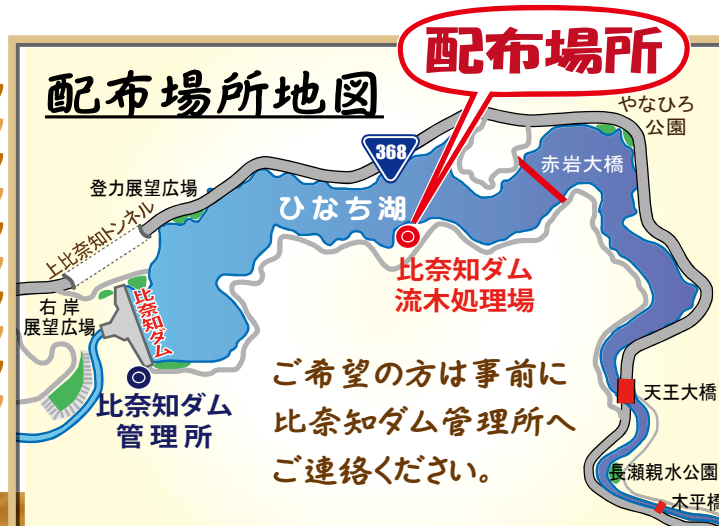 配布場所
配布場所地図
やなひろ
公園
368
赤岩大橋
登力展望広場
ひなち湖
上比奈知トンネル
比奈知ダム
流木処理場
右岸
展望広場
比奈知ダム
比奈知ダム
管理所
ご希望の方は事前に
比奈知ダム管理所へ
ご連絡ください。
天王大橋
長瀬親水公園
木平橋